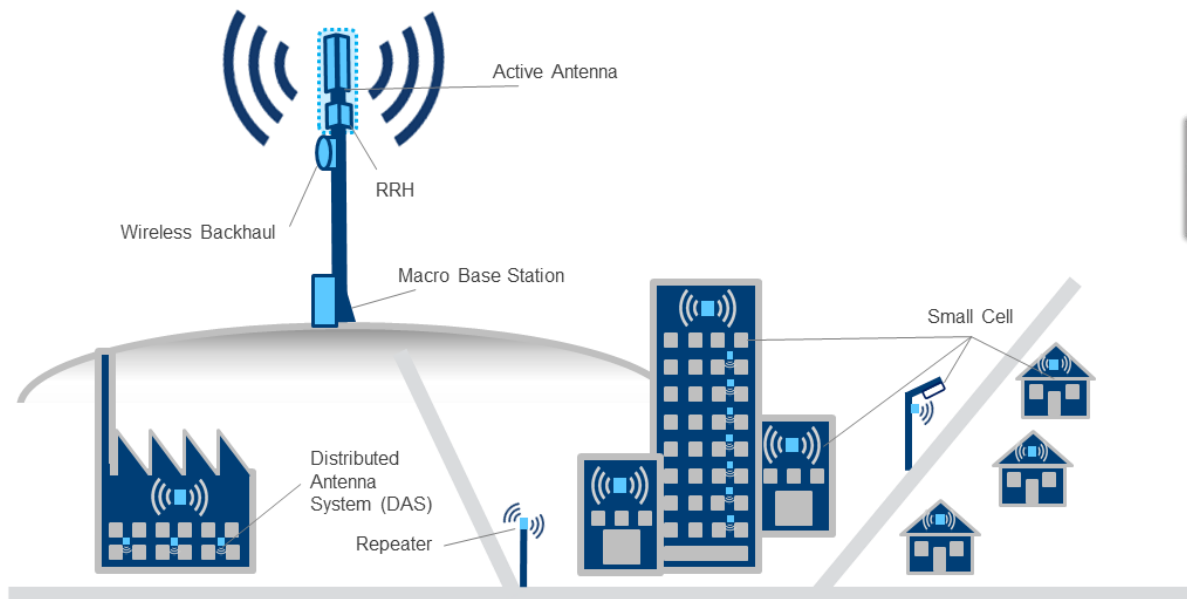 Active Antenna
RRH
Wireless Backhaul
Macro Base Station
Small Cell
Distributed
Antenna
System (DAS)
Repeater